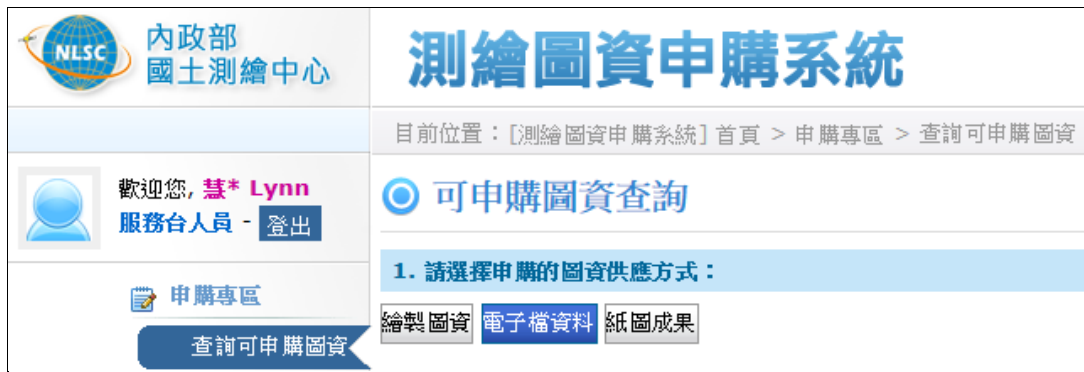 NLSC
內政部
國土測繪中心
測繪圖資申購系統
目前位置：[測繪圖資申購系統] 首頁 > 申購專區 > 查詢可申購圖資
歡迎您, 慧* Lynn
服務台人員 - 登出
可申購圖資查詢
1. 請選擇申購的圖資供應方式：
申購專區
繪製圖資 電子檔資料 紙圖成果
查詢可申購圖資